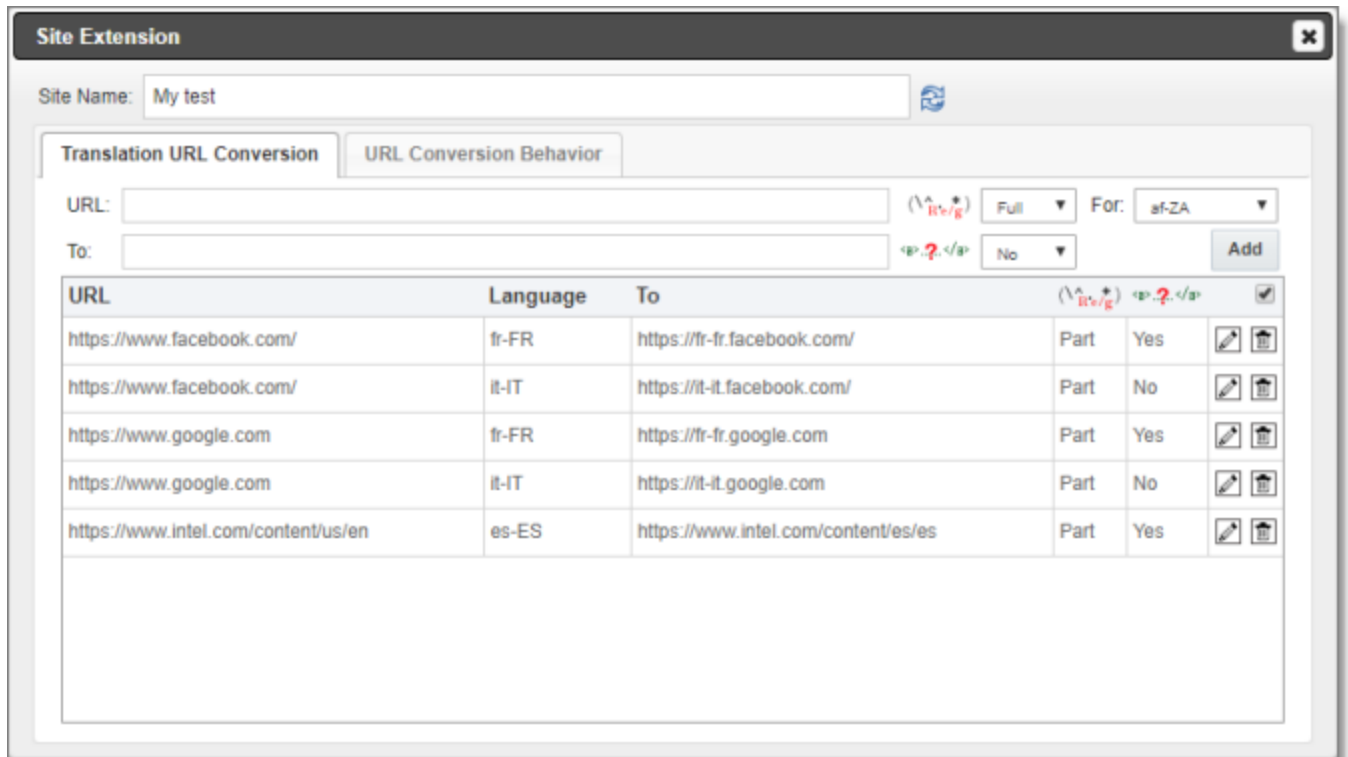 Site Extension
Site Name: My test
Translation URL Conversion URL Conversion Behavior
URL: (\^.* Re/g) Full For: af-ZA
To: <a>..?..</a> No Add
URL Language To (\^.* Re/g) <a>..?..</a>
https://www.facebook.com/ fr-FR https://fr-fr.facebook.com/ Part Yes
https://www.facebook.com/ it-IT https://it-it.facebook.com/ Part No
https://www.google.com fr-FR https://fr-fr.google.com Part Yes
https://www.google.com it-IT https://it-it.google.com Part No
https://www.intel.com/content/us/en es-ES https://www.intel.com/content/es/es Part Yes